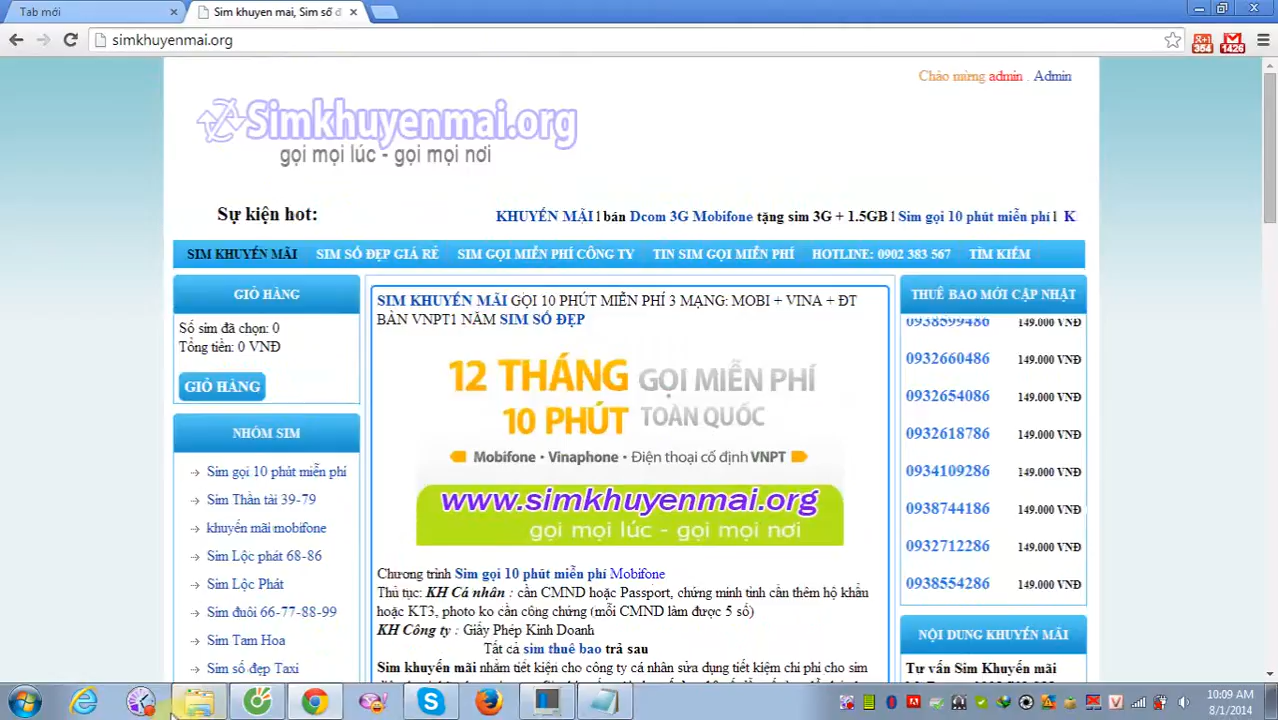 Tab mới
Sim khuyen mai, Sim số đ
simkhuyenmai.org
354
1426
Chào mừng admin . Admin
Simkhuyenmai.org
gọi mọi lúc - gọi mọi nơi
Sự kiện hot:
KHUYẾN MÃI l bán Dcom 3G Mobifone tặng sim 3G + 1.5GB l Sim gọi 10 phút miễn phí l K
SIM KHUYẾN MÃI SIM SỐ ĐẸP GIÁ RẺ SIM GỌI MIỄN PHÍ CÔNG TY TIN SIM GỌI MIỄN PHÍ HOTLINE: 0902 383 567 TÌM KIẾM
GIỎ HÀNG
Số sim đã chọn: 0
Tổng tiền: 0 VNĐ
GIỎ HÀNG
NHÓM SIM
Sim gọi 10 phút miễn phí
Sim Thần tài 39-79
khuyến mãi mobifone
Sim Lộc phát 68-86
Sim Lộc Phát
Sim đuôi 66-77-88-99
Sim Tam Hoa
Sim số đẹp Taxi
SIM KHUYẾN MÃI GỌI 10 PHÚT MIỄN PHÍ 3 MẠNG: MOBI + VINA + ĐT
BÀN VNPT1 NĂM SIM SỐ ĐẸP
12 THÁNG GỌI MIỄN PHÍ
10 PHÚT TOÀN QUỐC
Mobifone • Vinaphone • Điện thoại cố định VNPT
www.simkhuyenmai.org
gọi mọi lúc - gọi mọi nơi
Chương trình Sim gọi 10 phút miễn phí Mobifone
Thủ tục: KH Cá nhân : cần CMND hoặc Passport, chứng minh tỉnh cần thêm hộ khẩu
hoặc KT3, photo ko cần công chứng (mỗi CMND làm được 5 số)
KH Công ty : Giấy Phép Kinh Doanh
Tất cả sim thuê bao trả sau
Sim khuyến mãi nhằm tiết kiện cho công ty cá nhân sửa dụng tiết kiệm chi phí cho sim
THUÊ BAO MỚI CẬP NHẬT
0938599486 149.000 VNĐ
0932660486 149.000 VNĐ
0932654086 149.000 VNĐ
0932618786 149.000 VNĐ
0934109286 149.000 VNĐ
0938744186 149.000 VNĐ
0932712286 149.000 VNĐ
0938554286 149.000 VNĐ
NỘI DUNG KHUYẾN MÃI
Tư vấn Sim Khuyến mãi
10:09 AM
8/1/2014